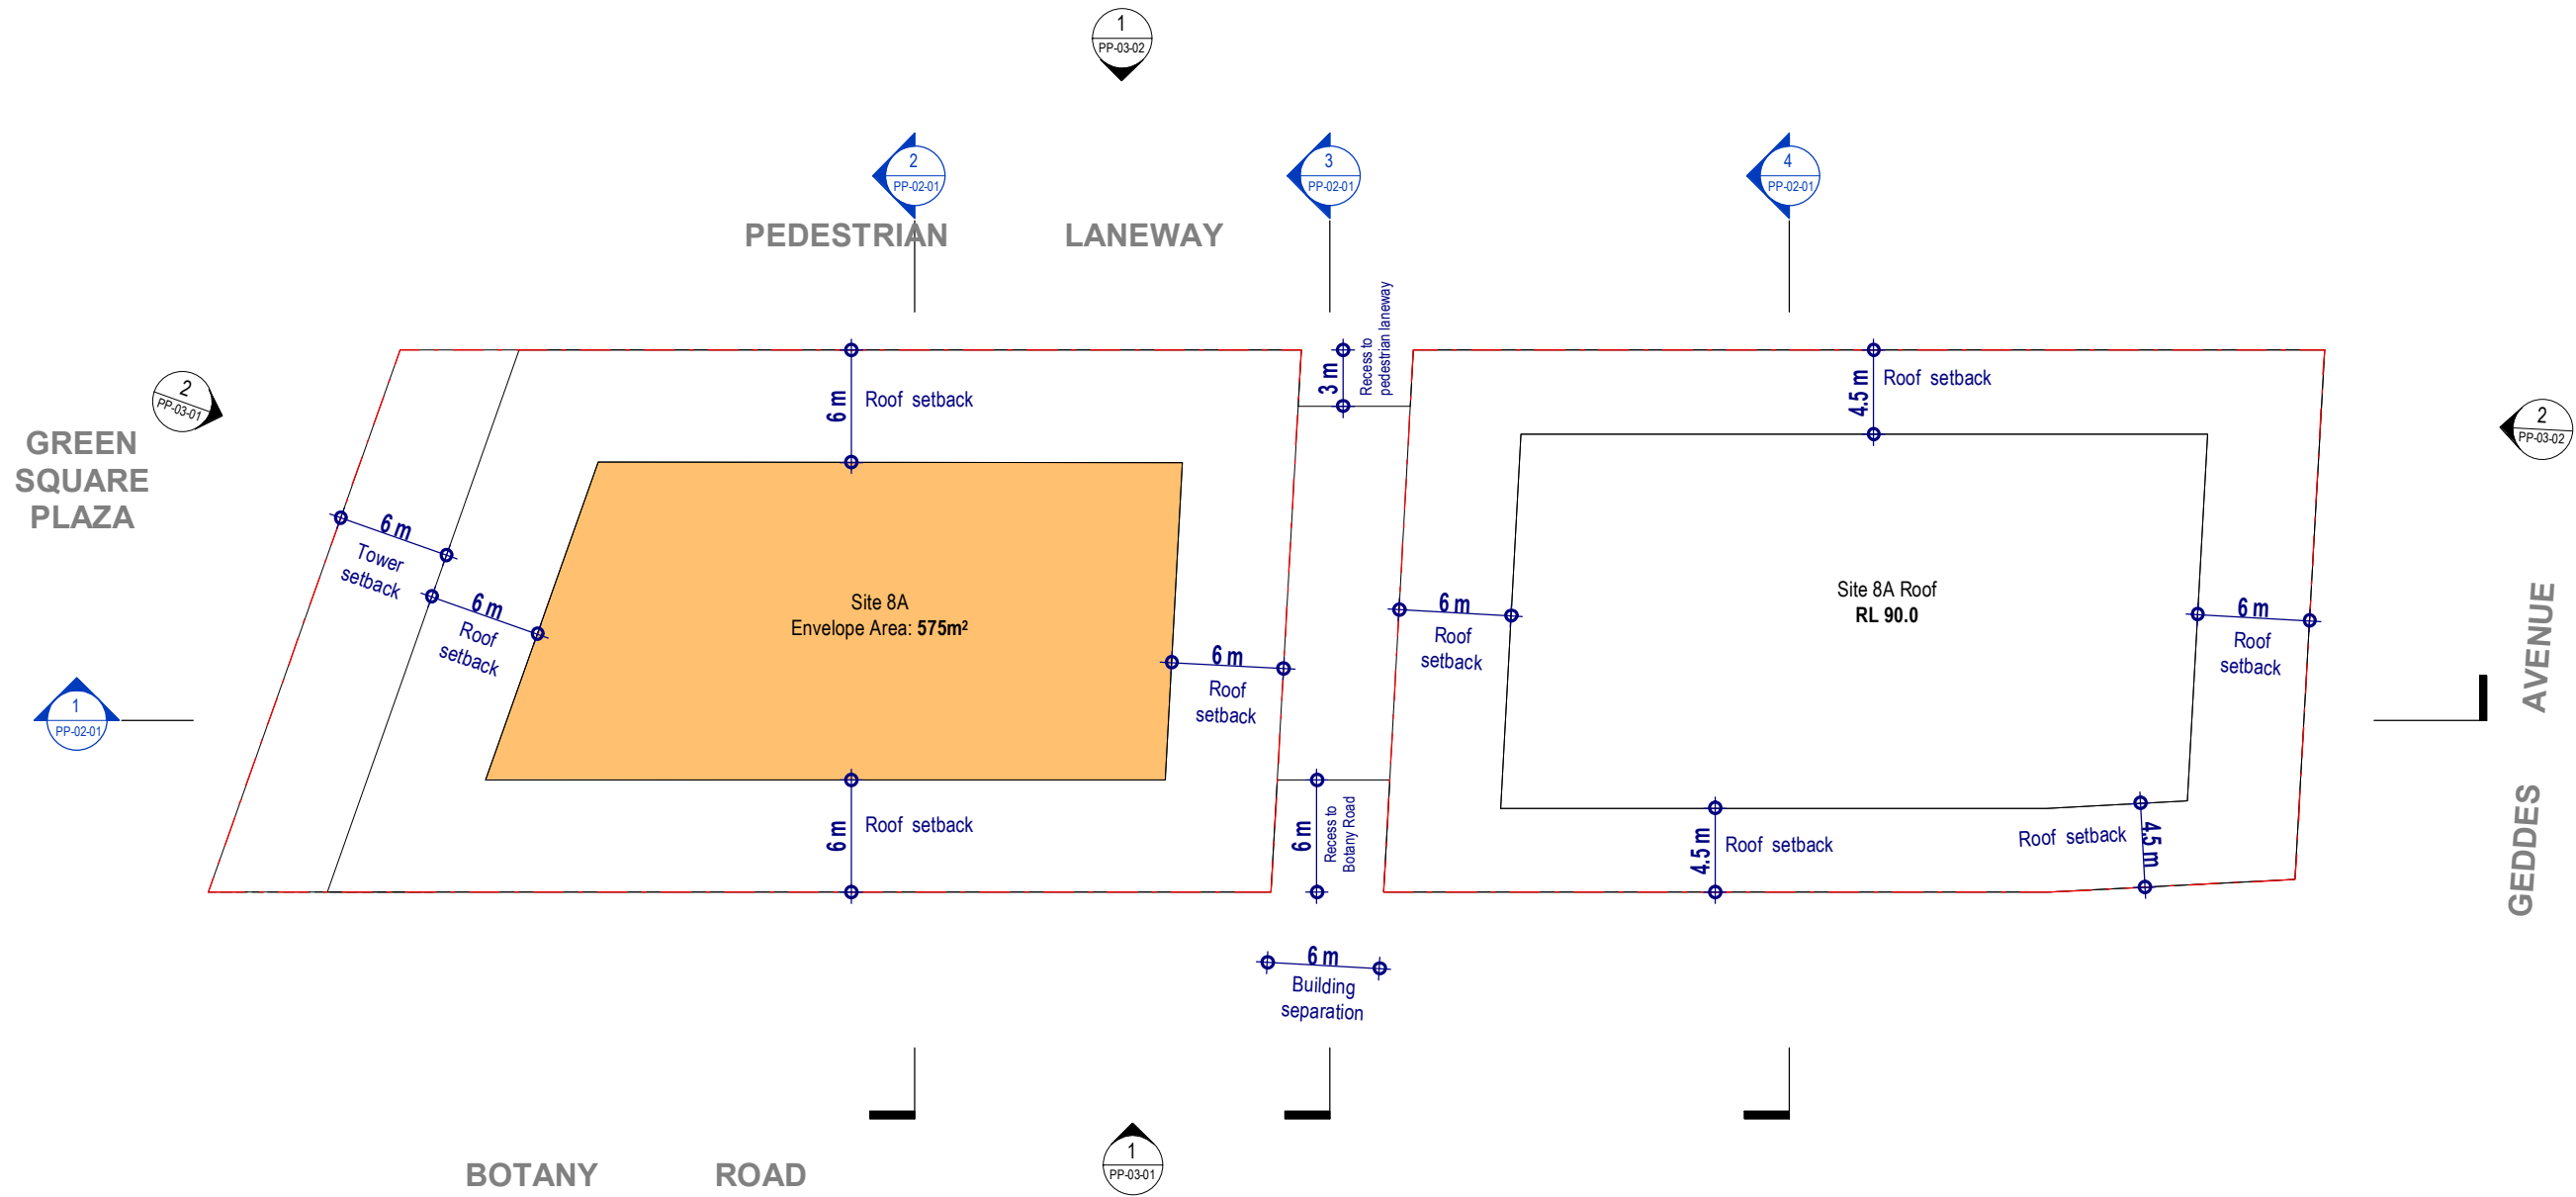 1
PP-03-02
2
PP-02-01
3
PP-02-01
4
PP-02-01
PEDESTRIAN LANEWAY
2
PP-03-01
GREEN
SQUARE
PLAZA
6 m
Roof setback
3 m
Recess to
pedestrian laneway
4.5 m
Roof setback
2
PP-03-02
6 m
Tower
setback
6 m
Roof
setback
Site 8A
Envelope Area: 575m²
6 m
Roof
setback
6 m
Roof
setback
Site 8A Roof
RL 90.0
6 m
Roof
setback
GEDDES AVENUE
1
PP-02-01
6 m
Roof setback
6 m
Recess to
Botany Road
4.5 m
Roof setback
Roof setback
4.5 m
6 m
Building
separation
BOTANY ROAD
1
PP-03-01